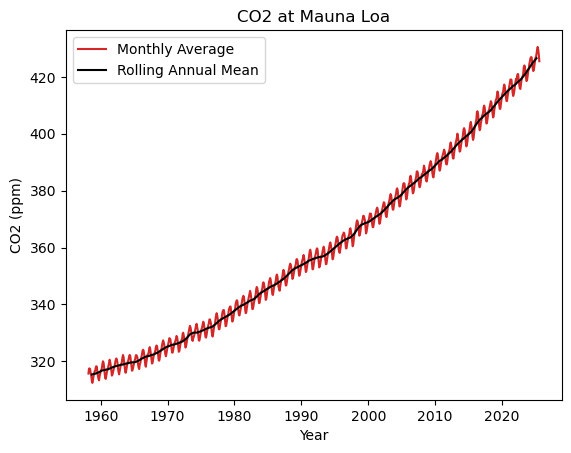 CO2 at Mauna Loa
Monthly Average
Rolling Annual Mean
CO2 (ppm)
420
400
380
360
340
320
1960 1970 1980 1990 2000 2010 2020
Year